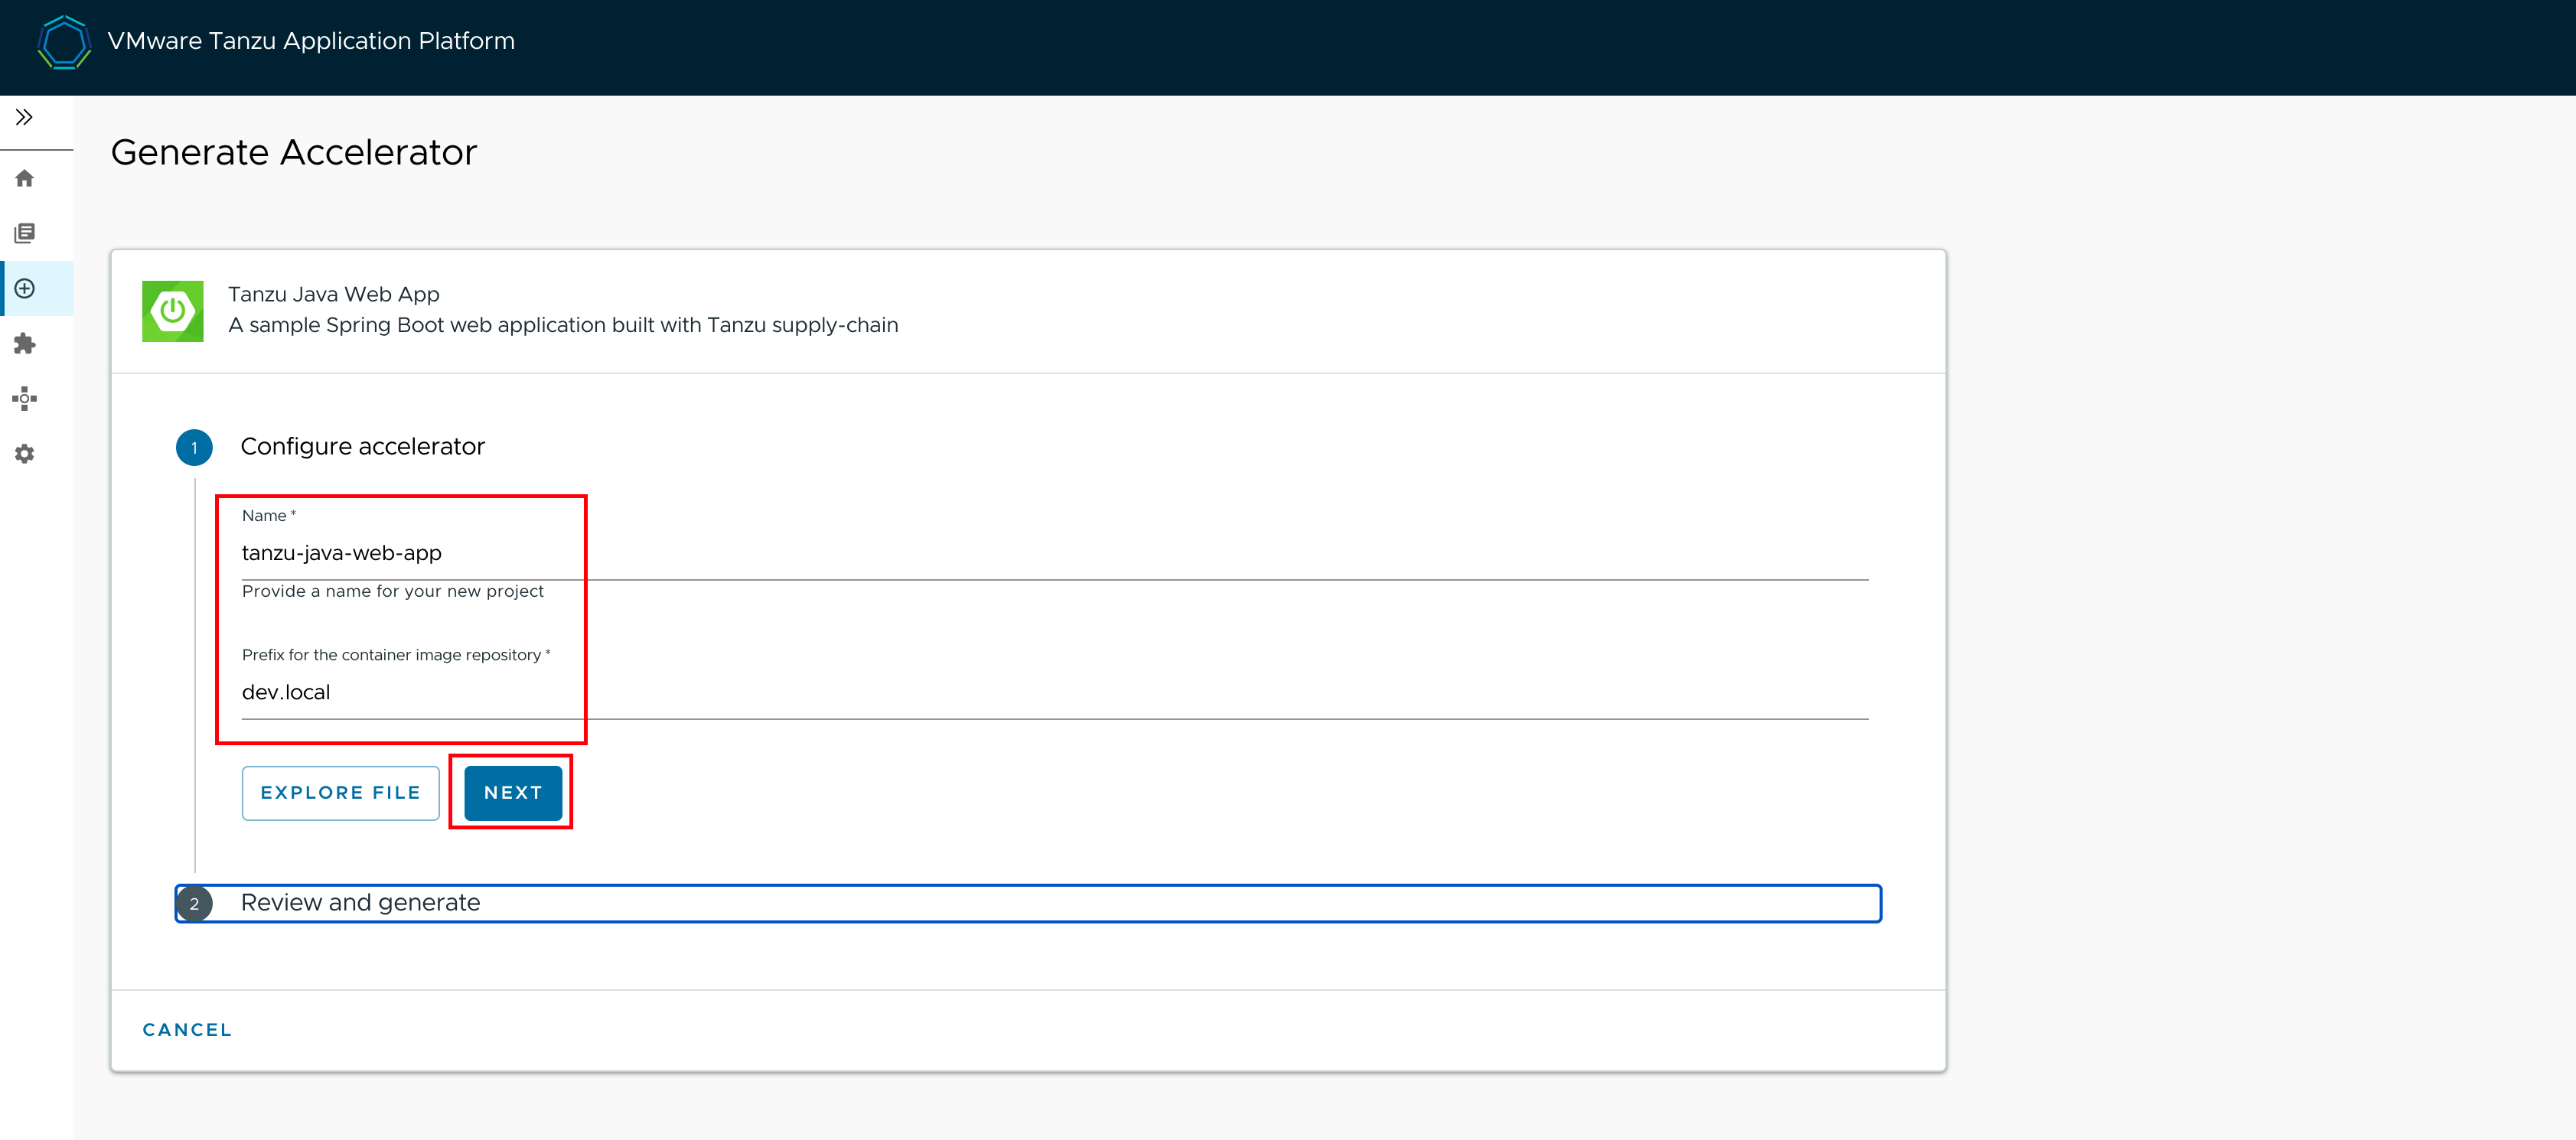 VMware Tanzu Application Platform
Generate Accelerator
Tanzu Java Web App
A sample Spring Boot web application built with Tanzu supply-chain
1 Configure accelerator
Name *
tanzu-java-web-app
Provide a name for your new project
Prefix for the container image repository *
dev.local
EXPLORE FILE NEXT
2 Review and generate
CANCEL